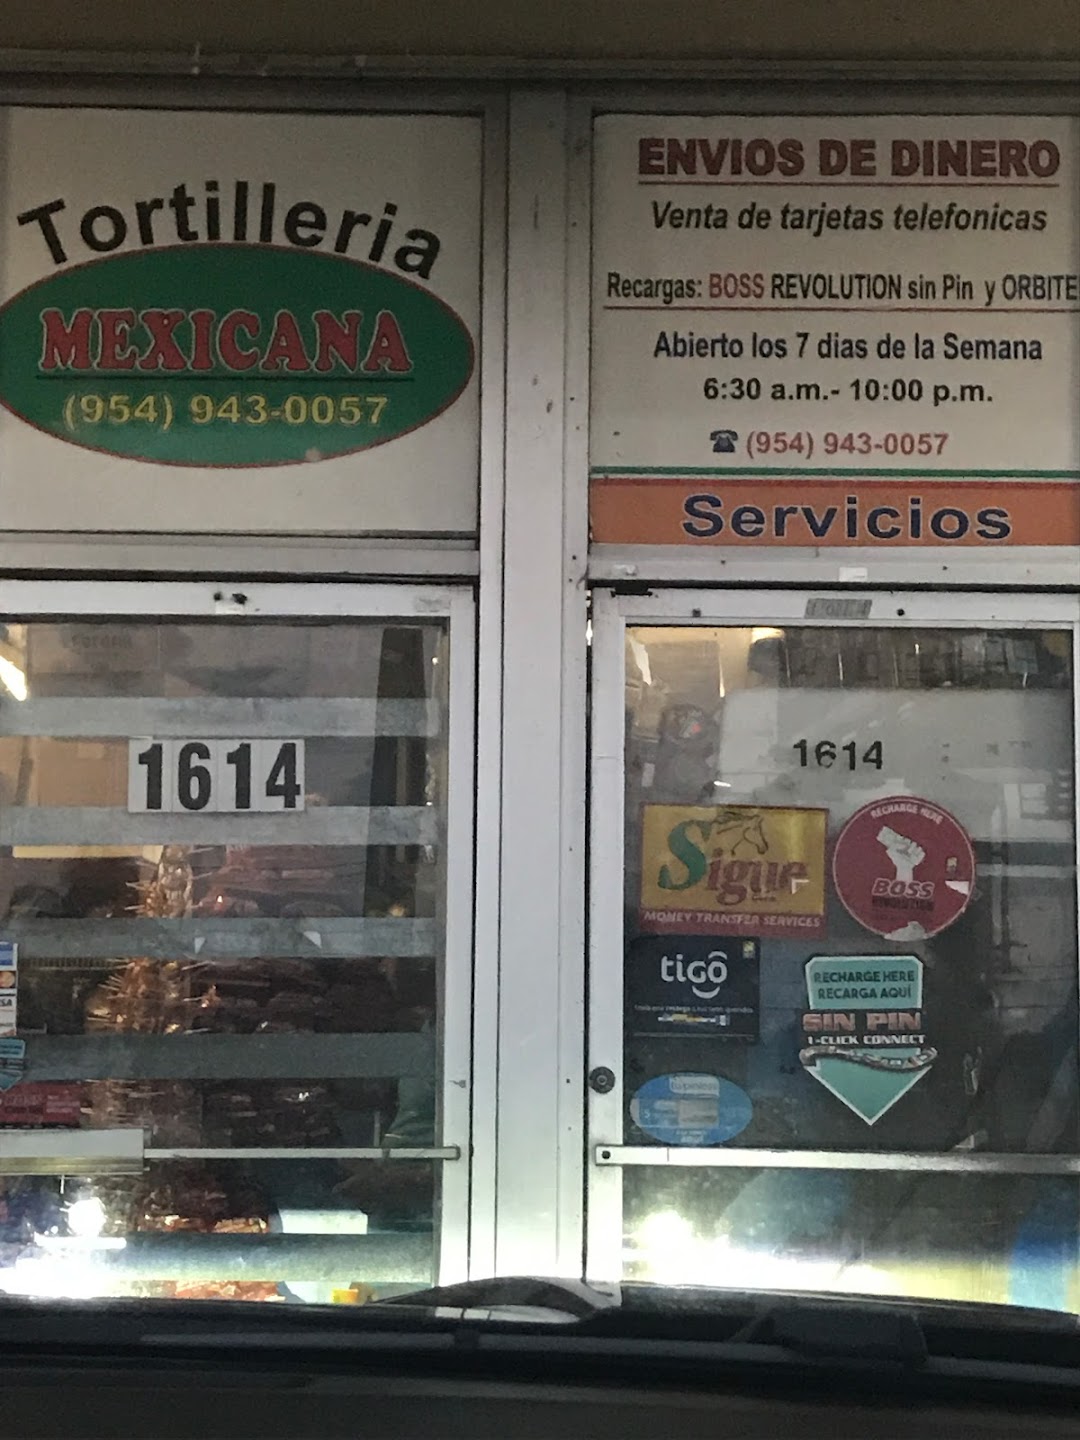 Tortilleria
MEXICANA
(954) 943-0057
ENVIOS DE DINERO
Venta de tarjetas telefonicas
Recargas: BOSS REVOLUTION sin Pin y ORBITE
Abierto los 7 dias de la Semana
6:30 a.m.- 10:00 p.m.
(954) 943-0057
Servicios
1614
1614
Sigue
MONEY TRANSFER SERVICES
RECHARGE HERE
BOSS
REVOLUTION
tigo
RECHARGE HERE
RECARGA AQUÍ
SIN PIN
1-CLICK CONNECT